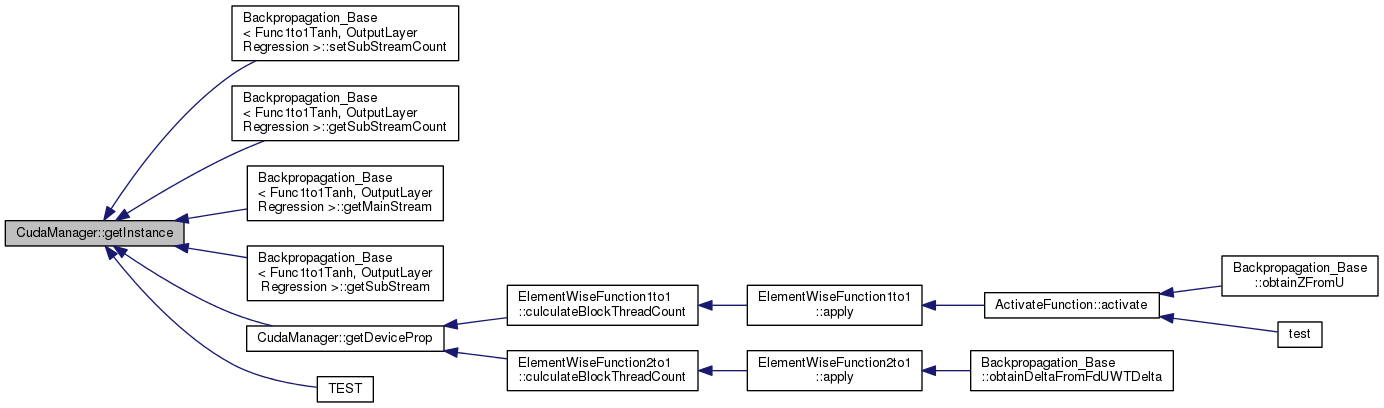 Backpropagation_Base
< Func1to1Tanh, OutputLayer
Regression >::setSubStreamCount
Backpropagation_Base
< Func1to1Tanh, OutputLayer
Regression >::getSubStreamCount
Backpropagation_Base
< Func1to1Tanh, OutputLayer
Regression >::getMainStream
CudaManager::getInstance
Backpropagation_Base
< Func1to1Tanh, OutputLayer
Regression >::getSubStream
CudaManager::getDeviceProp
TEST
ElementWiseFunction1to1
::culculateBlockThreadCount
ElementWiseFunction1to1
::apply
ActivateFunction::activate
Backpropagation_Base
::obtainZFromU
test
ElementWiseFunction2to1
::culculateBlockThreadCount
ElementWiseFunction2to1
::apply
Backpropagation_Base
::obtainDeltaFromFdUWTDelta